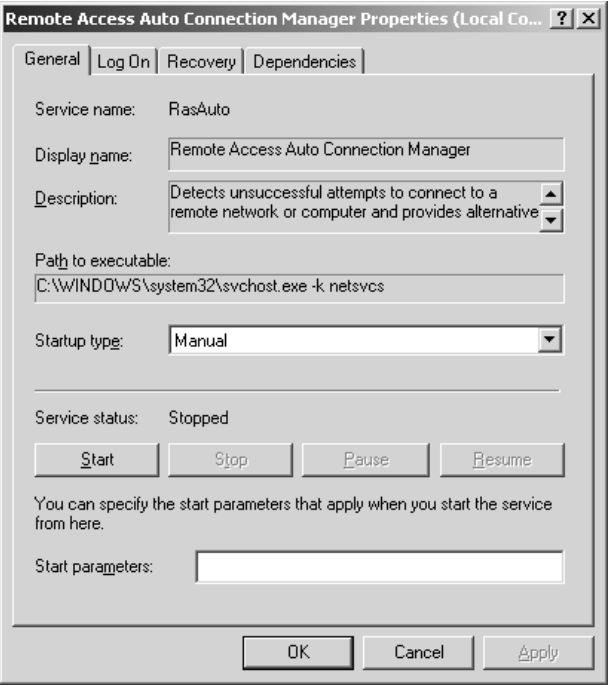 Remote Access Auto Connection Manager Properties (Local Co...
General Log On Recovery Dependencies
Service name: RasAuto
Display name: Remote Access Auto Connection Manager
Description: Detects unsuccessful attempts to connect to a
remote network or computer and provides alternative
Path to executable:
C:\WINDOWS\system32\svchost.exe -k netsvcs
Startup type: Manual
Service status: Stopped
Start Stop Pause Resume
You can specify the start parameters that apply when you start the service
from here.
Start parameters:
OK Cancel Apply